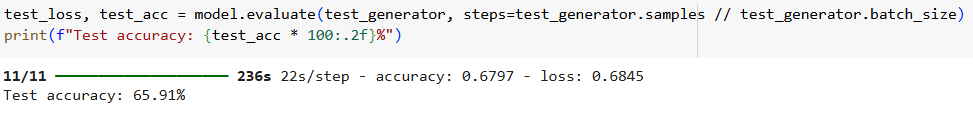 test_loss, test_acc = model.evaluate(test_generator, steps=test_generator.samples // test_generator.batch_size)
print(f"Test accuracy: {test_acc * 100:.2f}%")
11/11 ━━━━━━━━━━━━━━━━━━━━ 236s 22s/step - accuracy: 0.6797 - loss: 0.6845
Test accuracy: 65.91%